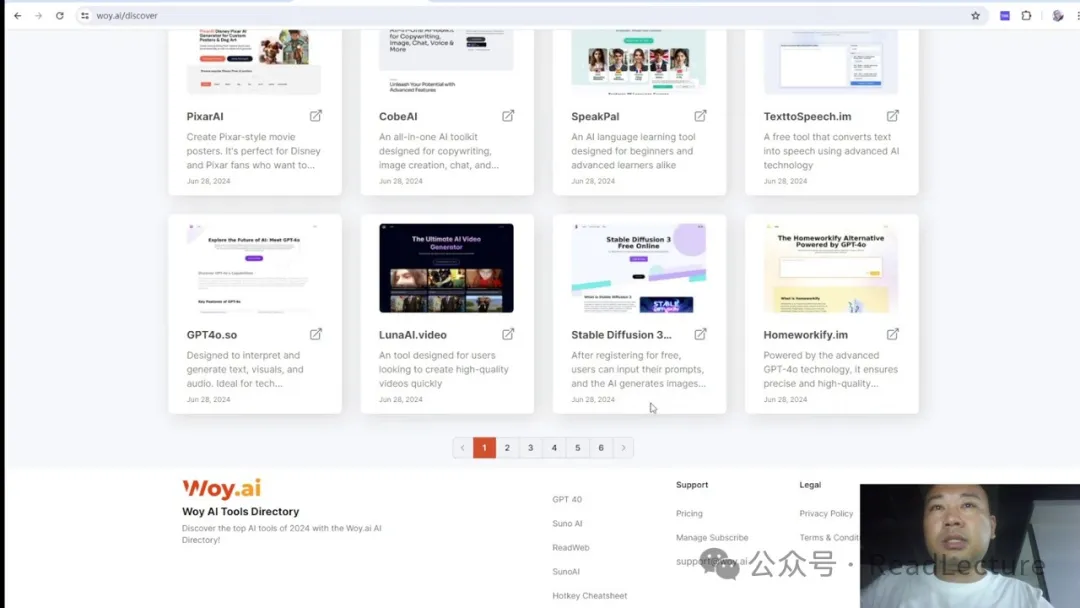 woy.ai/discover
All-in-One AI Toolkits
for Copywriting,
Image, Chat, Voice &
More
Unleash Your Potential with
Advanced Features
PixarAI
Create Pixar-style movie
posters. It's perfect for Disney
and Pixar fans who want to...
Jun 28, 2024
CobeAI
An all-in-one AI toolkit
designed for copywriting,
image creation, chat, and...
Jun 28, 2024
SpeakPal
An AI language learning tool
designed for beginners and
advanced learners alike
Jun 28, 2024
TexttoSpeech.im
A free tool that converts text
into speech using advanced AI
technology
Jun 28, 2024
Explore the Future of AI: Meet GPT-4o
Key Features of GPT-4o
GPT4o.so
Designed to interpret and
generate text, visuals, and
audio. Ideal for tech...
Jun 28, 2024
The Ultimate AI Video
Generator
LunaAI.video
An tool designed for users
looking to create high-quality
videos quickly
Jun 28, 2024
Stable Diffusion 3
Free Online
Stable Diffusion 3...
After registering for free,
users can input their prompts,
and the AI generates images...
Jun 28, 2024
The Homeworkify Alternative
Powered by GPT-4o
What is Homeworkify
Homeworkify.im
Powered by the advanced
GPT-4o technology, it ensures
precise and high-quality...
Jun 28, 2024
1 2 3 4 5 6
Woy.ai
Woy AI Tools Directory
Discover the top AI tools of 2024 with the Woy.ai AI
Directory!
GPT 4O
Suno AI
ReadWeb
SunoAI
Hotkey Cheatsheet
Support
Pricing
Manage Subscribe
support@woy.ai
Legal
Privacy Policy
Terms & Condit
公众号 · ReadLecture